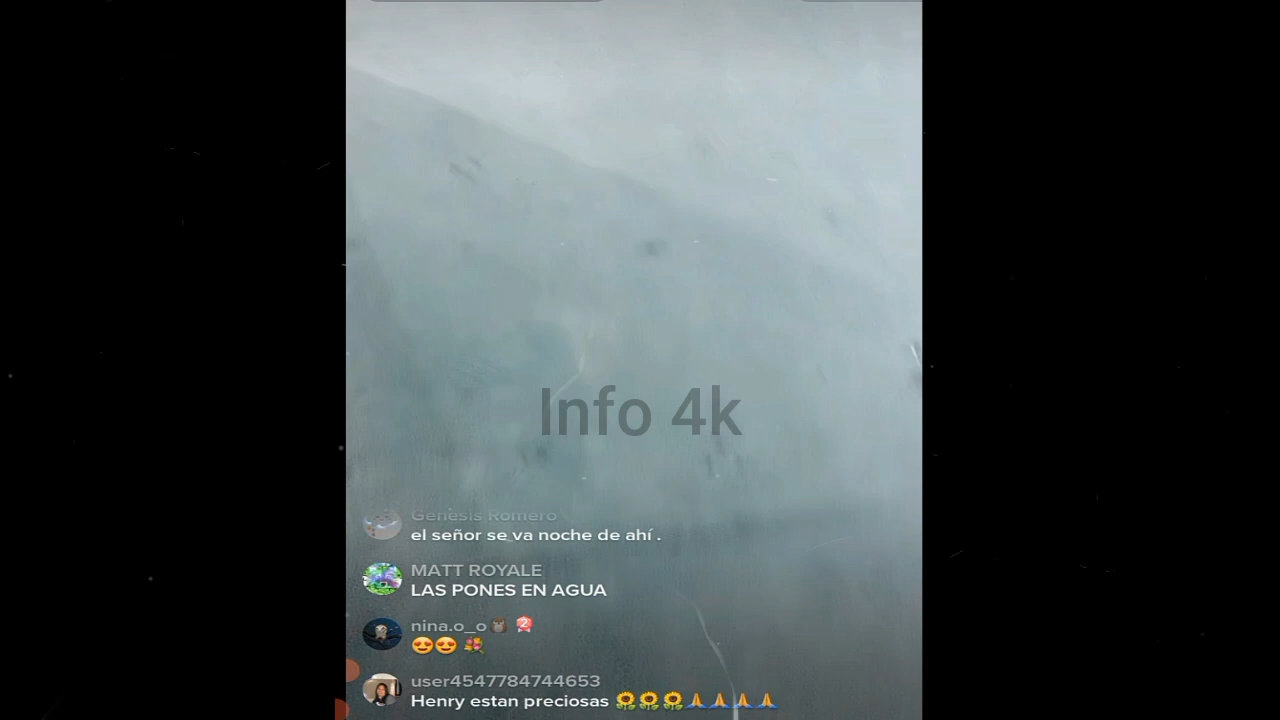 Info 4k
Genesis Romero
el señor se va noche de ahí .
MATT ROYALE
LAS PONES EN AGUA
nina.o_o🦉 2
😍😍 💐
user4547784744653
Henry estan preciosas 🌻🌻🌻🙏🙏🙏🙏